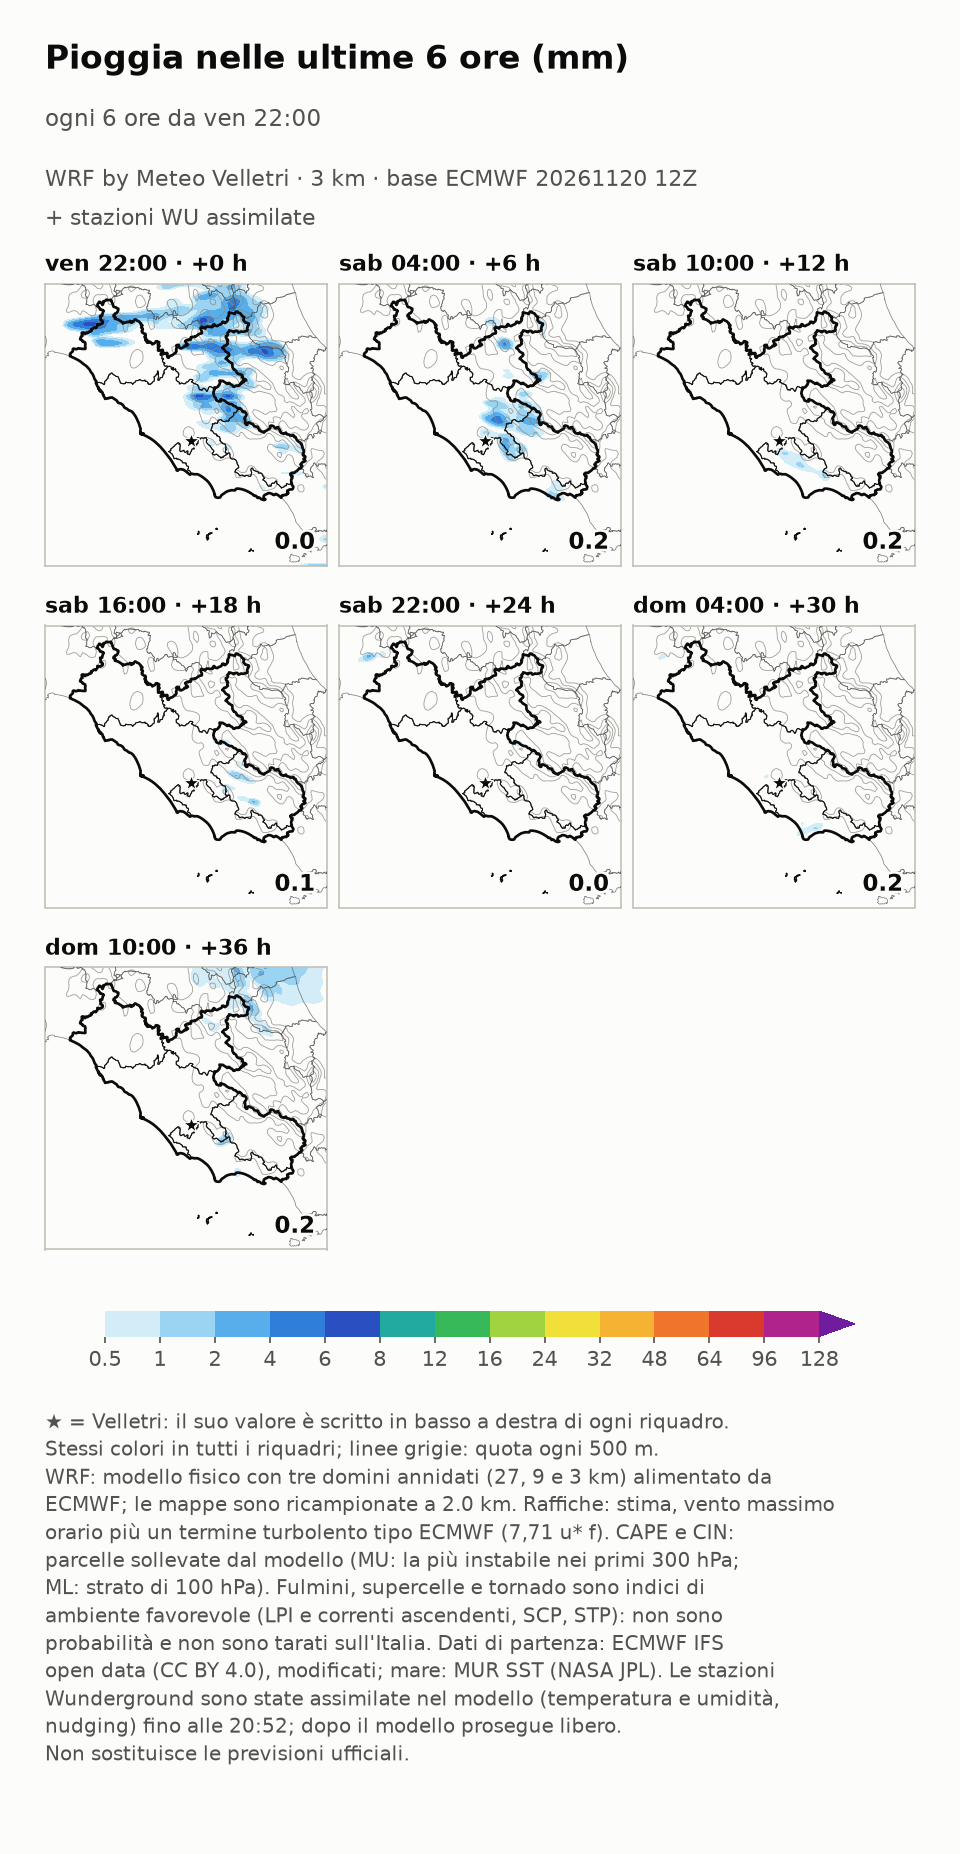 Pioggia nelle ultime 6 ore (mm)
ogni 6 ore da ven 22:00
WRF by Meteo Velletri · 3 km · base ECMWF 20261120 12Z
+ stazioni WU assimilate
ven 22:00 · +0 h
0.0
sab 04:00 · +6 h
0.2
sab 10:00 · +12 h
0.2
sab 16:00 · +18 h
0.1
sab 22:00 · +24 h
0.0
dom 04:00 · +30 h
0.2
dom 10:00 · +36 h
0.2
0.5 1 2 4 6 8 12 16 24 32 48 64 96 128
★ = Velletri: il suo valore è scritto in basso a destra di ogni riquadro.
Stessi colori in tutti i riquadri; linee grigie: quota ogni 500 m.
WRF: modello fisico con tre domini annidati (27, 9 e 3 km) alimentato da
ECMWF; le mappe sono ricampionate a 2.0 km. Raffiche: stima, vento massimo
orario più un termine turbolento tipo ECMWF (7,71 u* f). CAPE e CIN:
parcelle sollevate dal modello (MU: la più instabile nei primi 300 hPa;
ML: strato di 100 hPa). Fulmini, supercelle e tornado sono indici di
ambiente favorevole (LPI e correnti ascendenti, SCP, STP): non sono
probabilità e non sono tarati sull'Italia. Dati di partenza: ECMWF IFS
open data (CC BY 4.0), modificati; mare: MUR SST (NASA JPL). Le stazioni
Wunderground sono state assimilate nel modello (temperatura e umidità,
nudging) fino alle 20:52; dopo il modello prosegue libero.
Non sostituisce le previsioni ufficiali.